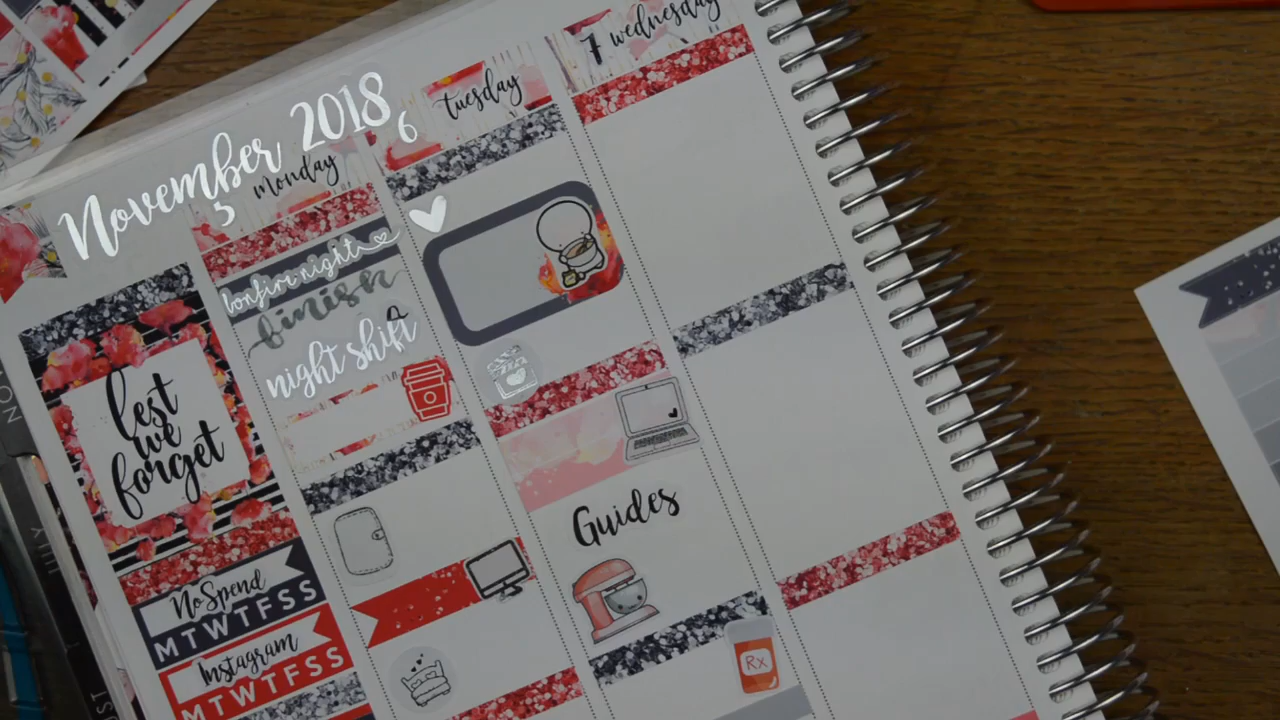 November 2018
5 monday
6 tuesday
7 wednesday
bonfire night
finish
night shift
lest
we
forget
Guides
No Spend
MTWTFSS
Instagram
MTWTFSS
Rx